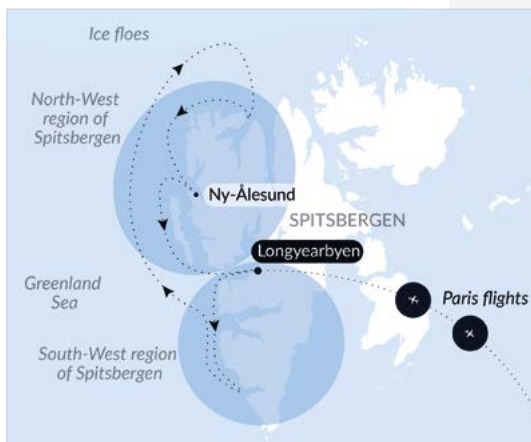 Ice floes
North-West
region of
Spitsbergen
Ny-Ålesund
SPITSBERGEN
Longyearbyen
Greenland
Sea
Paris flights
South-West region
of Spitsbergen